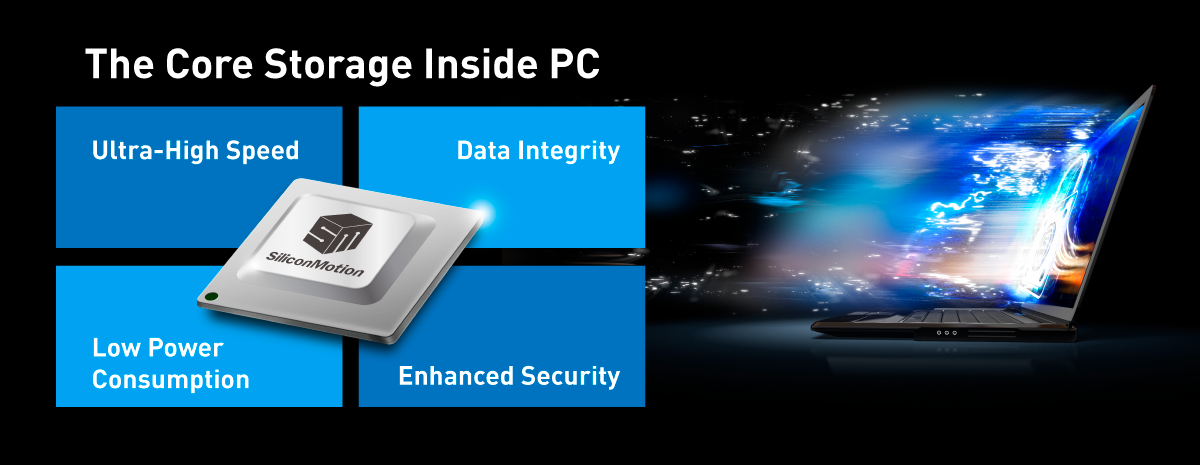 The Core Storage Inside PC
Ultra-High Speed
Data Integrity
SM
SiliconMotion
Low Power
Consumption
Enhanced Security